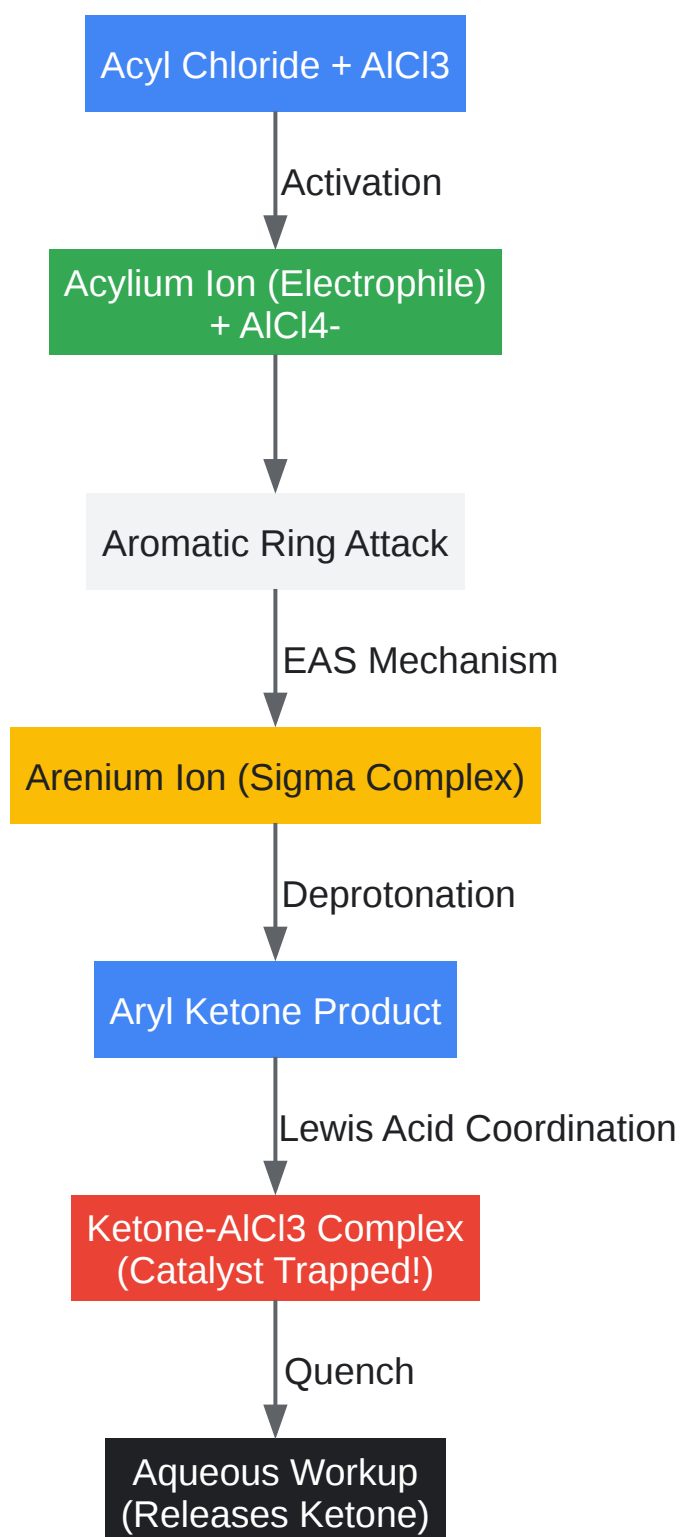 Acyl Chloride + AlCl3
Activation
Acylium Ion (Electrophile)
+ AlCl4-
Aromatic Ring Attack
EAS Mechanism
Arenium Ion (Sigma Complex)
Deprotonation
Aryl Ketone Product
Lewis Acid Coordination
Ketone-AlCl3 Complex
(Catalyst Trapped!)
Quench
Aqueous Workup
(Releases Ketone)